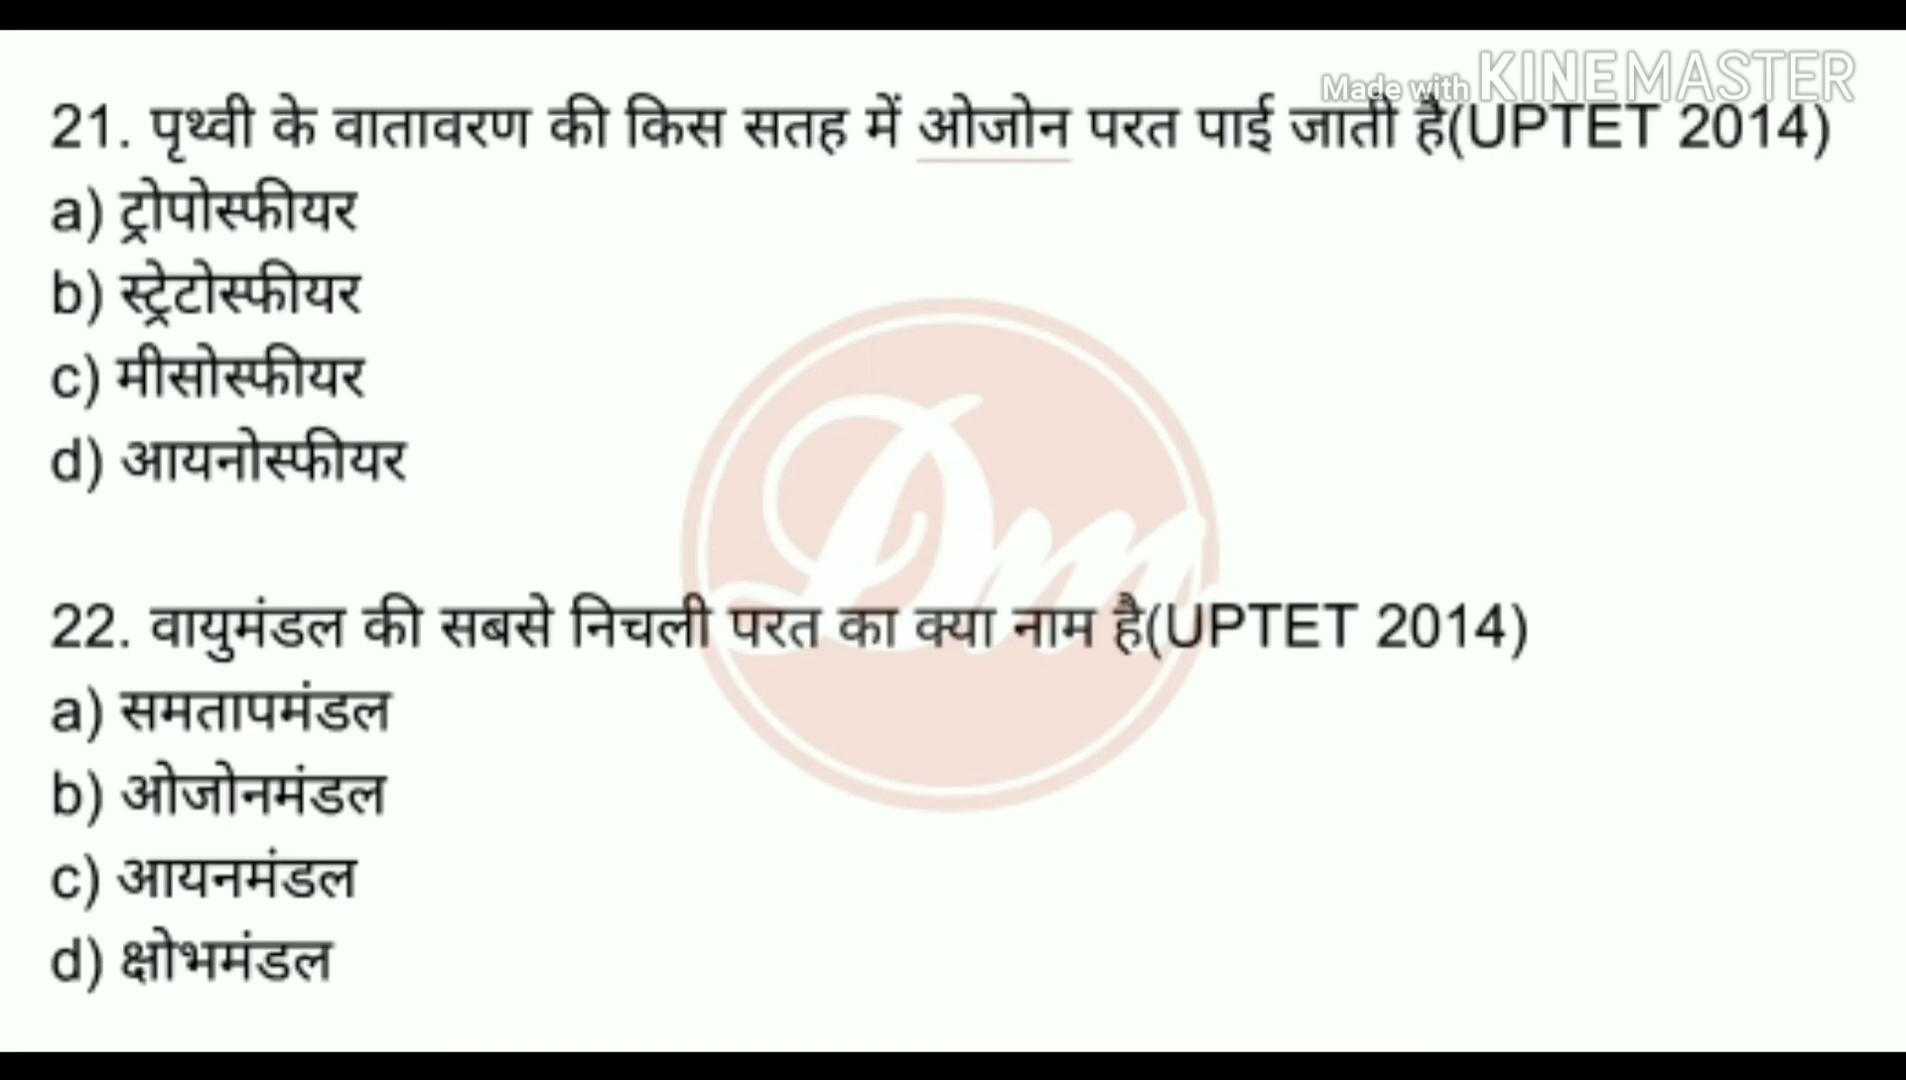 Made with KINEMASTER
21. पृथ्वी के वातावरण की किस सतह में ओजोन परत पाई जाती है(UPTET 2014)
a) ट्रोपोस्फीयर
b) स्ट्रेटोस्फीयर
c) मीसोस्फीयर
d) आयनोस्फीयर
Dm
22. वायुमंडल की सबसे निचली परत का क्या नाम है(UPTET 2014)
a) समतापमंडल
b) ओजोनमंडल
c) आयनमंडल
d) क्षोभमंडल